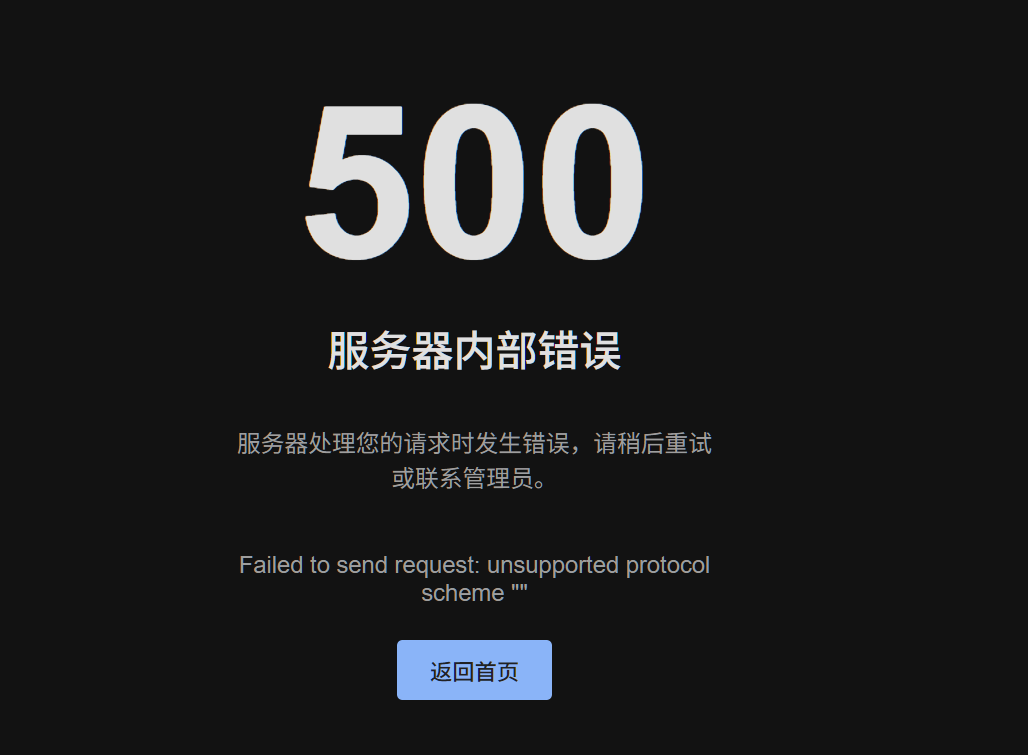 500
服务器内部错误
服务器处理您的请求时发生错误，请稍后重试
或联系管理员。
Failed to send request: unsupported protocol
scheme ""
返回首页